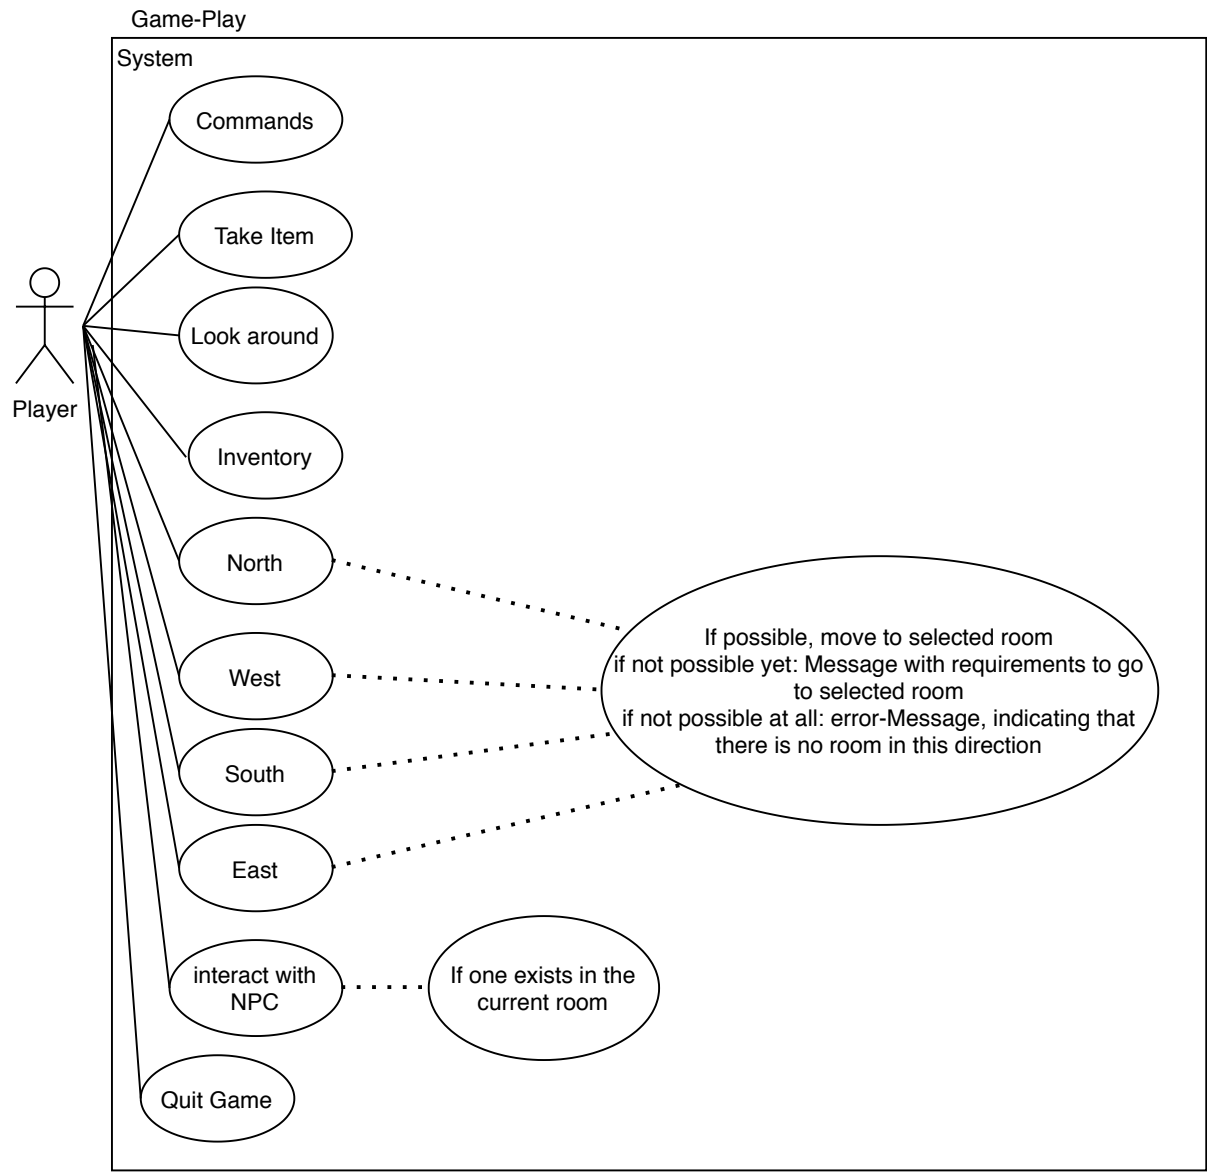 Game-Play
System
Commands
Take Item
Look around
Player
Inventory
North
West
South
East
If possible, move to selected room
if not possible yet: Message with requirements to go
to selected room
if not possible at all: error-Message, indicating that
there is no room in this direction
interact with
NPC
If one exists in the
current room
Quit Game